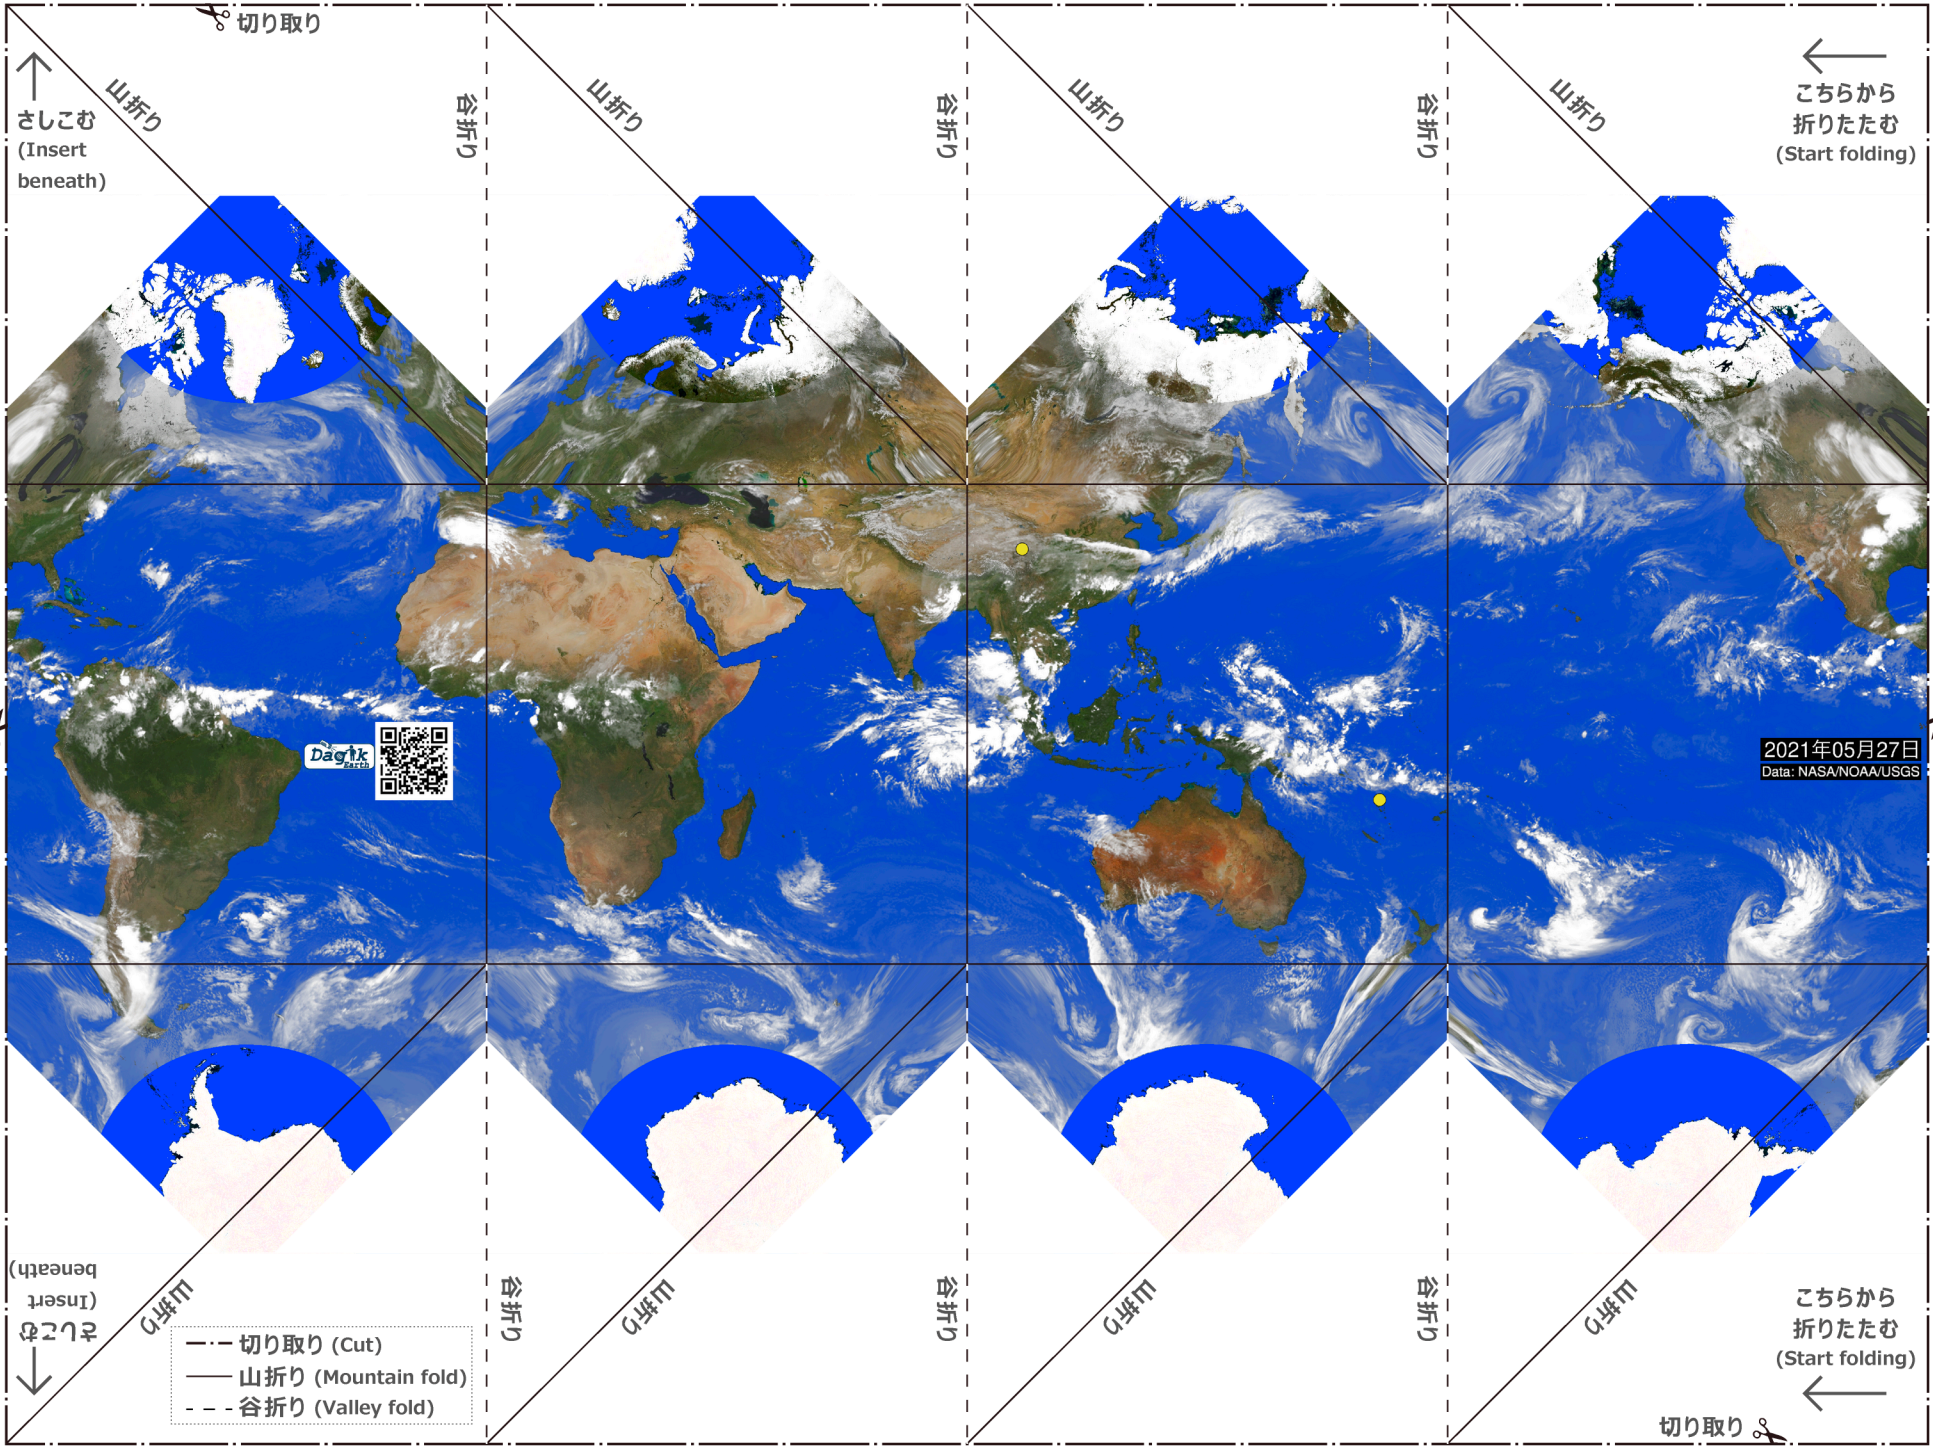 切り取り
山折り
谷折り
山折り
谷折り
山折り
谷折り
山折り
さしこむ
(Insert
beneath)
こちらから
折りたたむ
(Start folding)
Dagik
Earth
2021年05月27日
Data: NASA/NOAA/USGS
さしこむ
(Insert
beneath)
山折り
谷折り
山折り
谷折り
山折り
谷折り
山折り
こちらから
折りたたむ
(Start folding)
切り取り (Cut)
山折り (Mountain fold)
谷折り (Valley fold)
切り取り